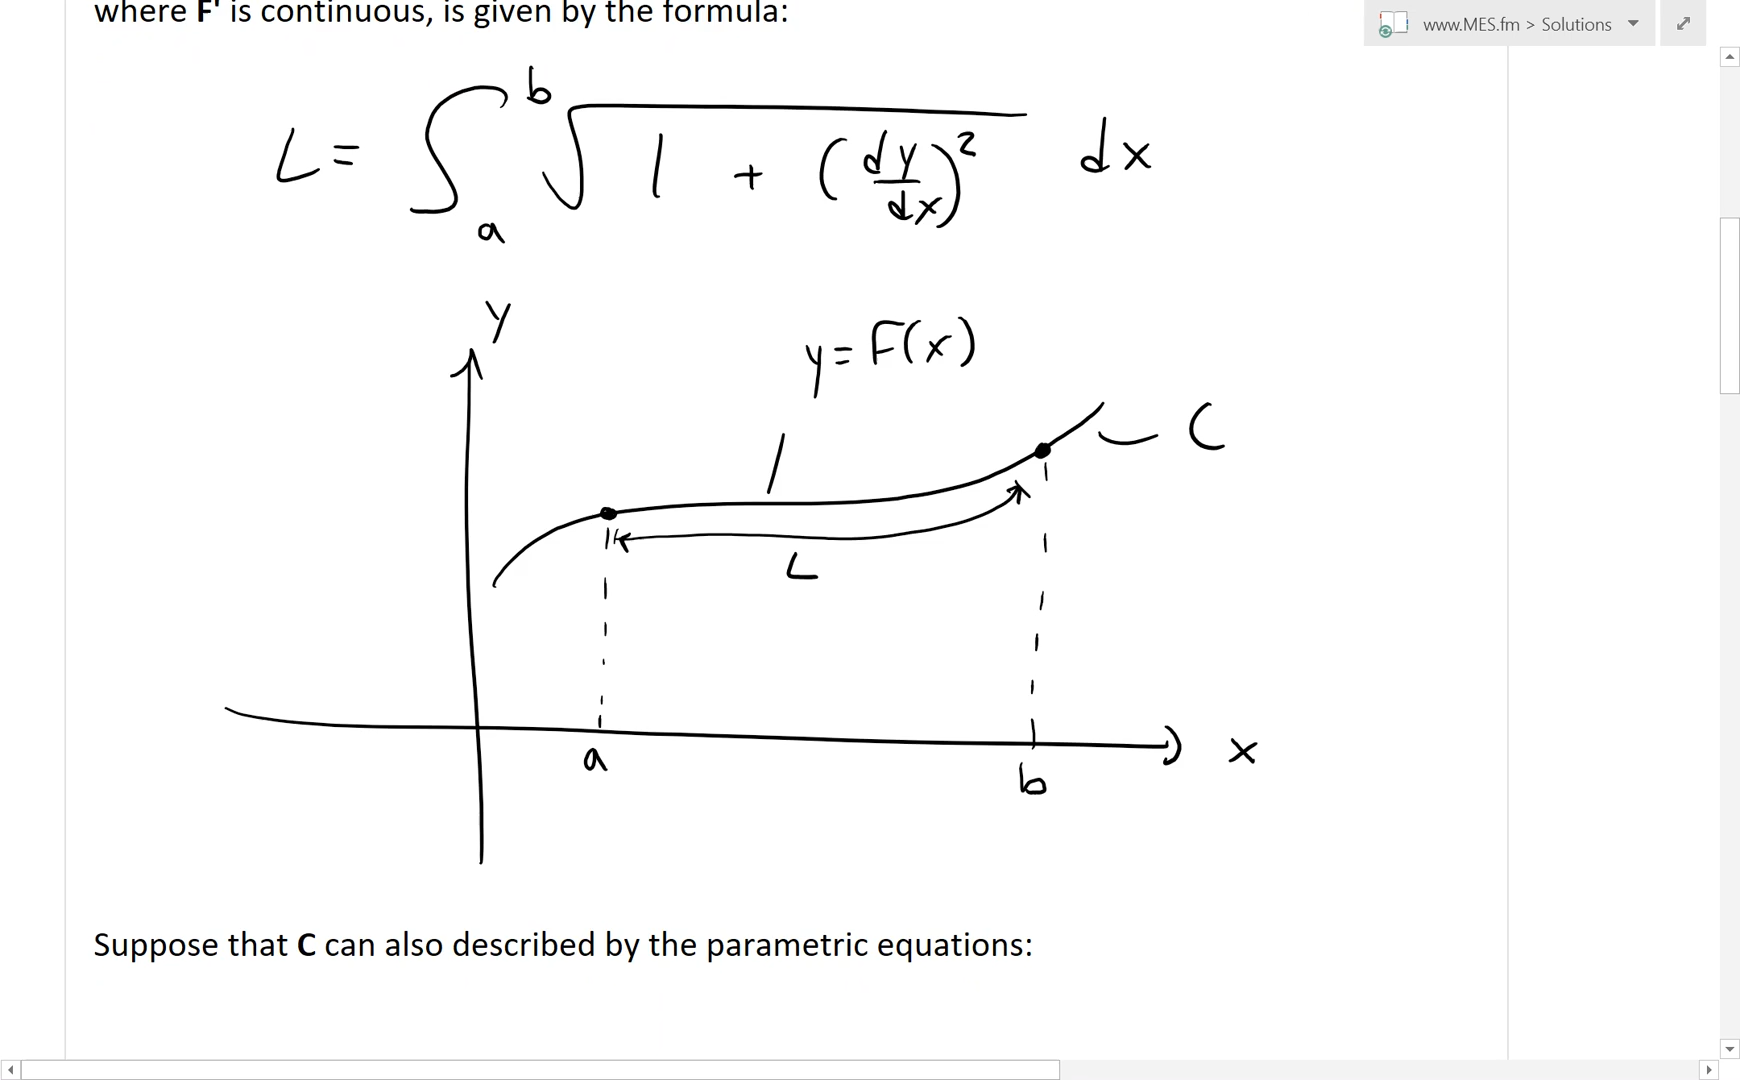 where F' is continuous, is given by the formula:
www.MES.fm > Solutions
L = ∫ₐᵇ √(1 + (dy/dx)²) dx
y
y = F(x)
C
L
a
b
x
Suppose that C can also described by the parametric equations: